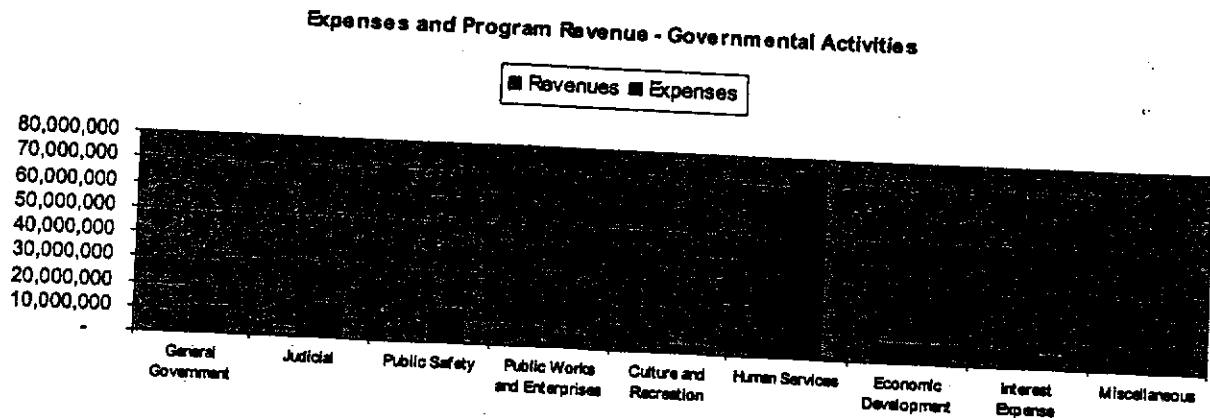 Expenses and Program Revenue - Governmental Activities
Revenues Expenses
80,000,000
70,000,000
60,000,000
50,000,000
40,000,000
30,000,000
20,000,000
10,000,000
-
General Government
Judicial
Public Safety
Public Works and Enterprises
Culture and Recreation
Human Services
Economic Development
Interest Expense
Miscellaneous